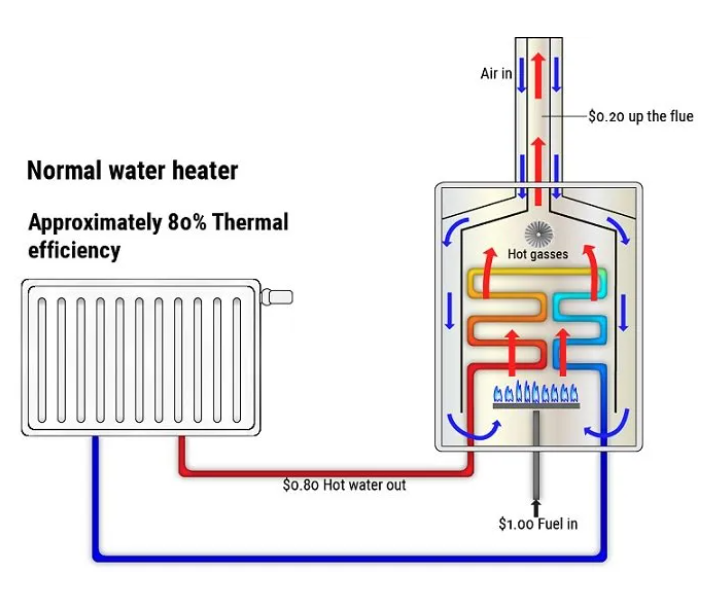 Air in
$0.20 up the flue
Normal water heater
Approximately 80% Thermal
efficiency
Hot gasses
$0.80 Hot water out
$1.00 Fuel in